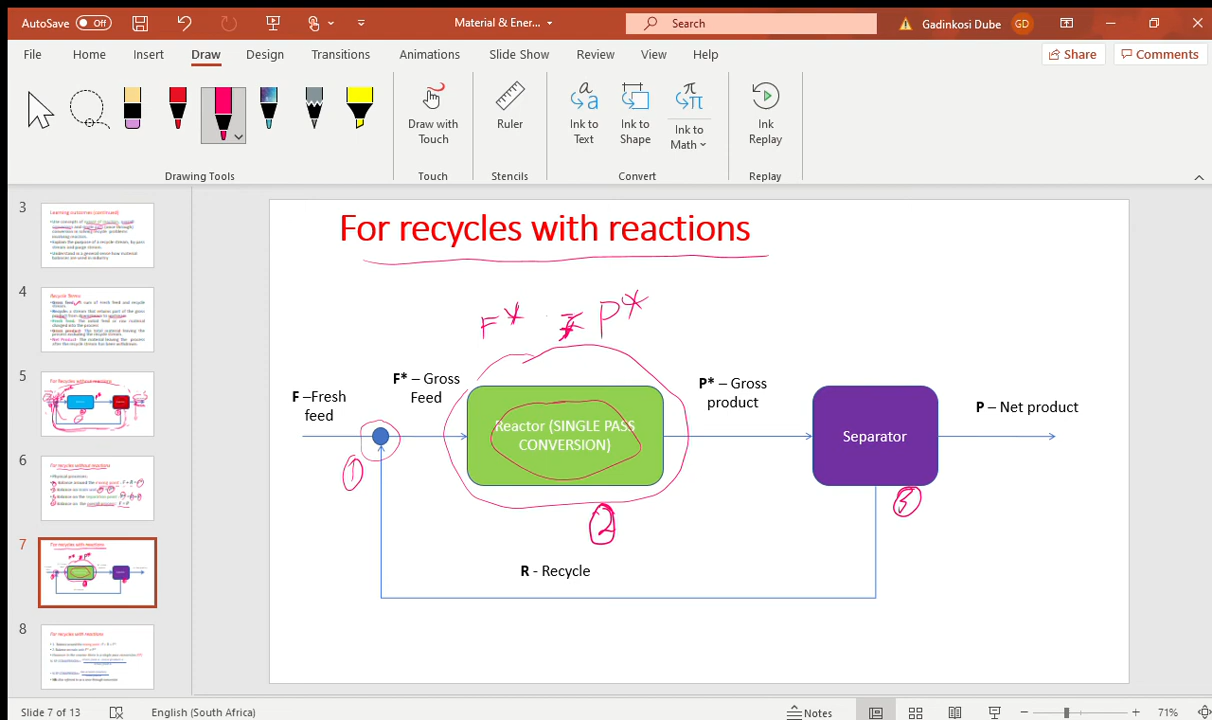 AutoSave Off
Material & Ener...
Search
Gadinkosi Dube GD
File Home Insert Draw Design Transitions Animations Slide Show Review View Help
Share Comments
Draw with Touch
Ruler
Ink to Text
Ink to Shape
Ink to Math
Ink Replay
Drawing Tools Touch Stencils Convert Replay
3
4
5
6
7
8
For recycles with reactions
F* ≠ P*
F –Fresh
feed
F* – Gross
Feed
Reactor (SINGLE PASS
CONVERSION)
P* – Gross
product
Separator
P – Net product
1
2
3
R - Recycle
Slide 7 of 13
English (South Africa)
Notes
71%